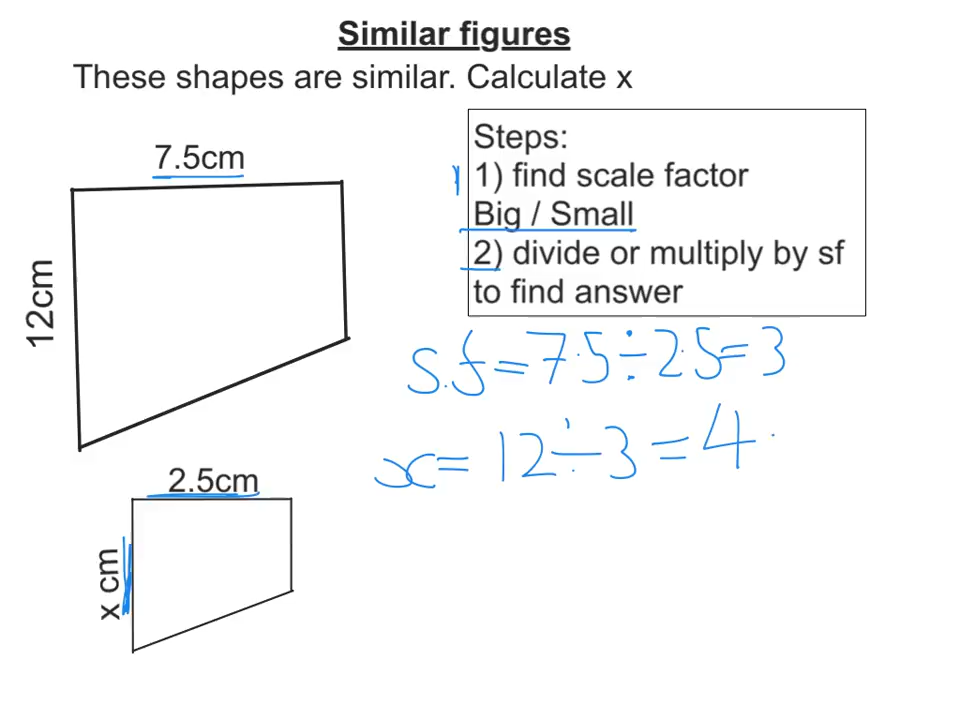 Similar figures
These shapes are similar. Calculate x
7.5cm
12cm
Steps:
1) find scale factor
Big / Small
2) divide or multiply by sf
to find answer
s.f = 7.5 ÷ 2.5 = 3
x = 12 ÷ 3 = 4
2.5cm
x cm